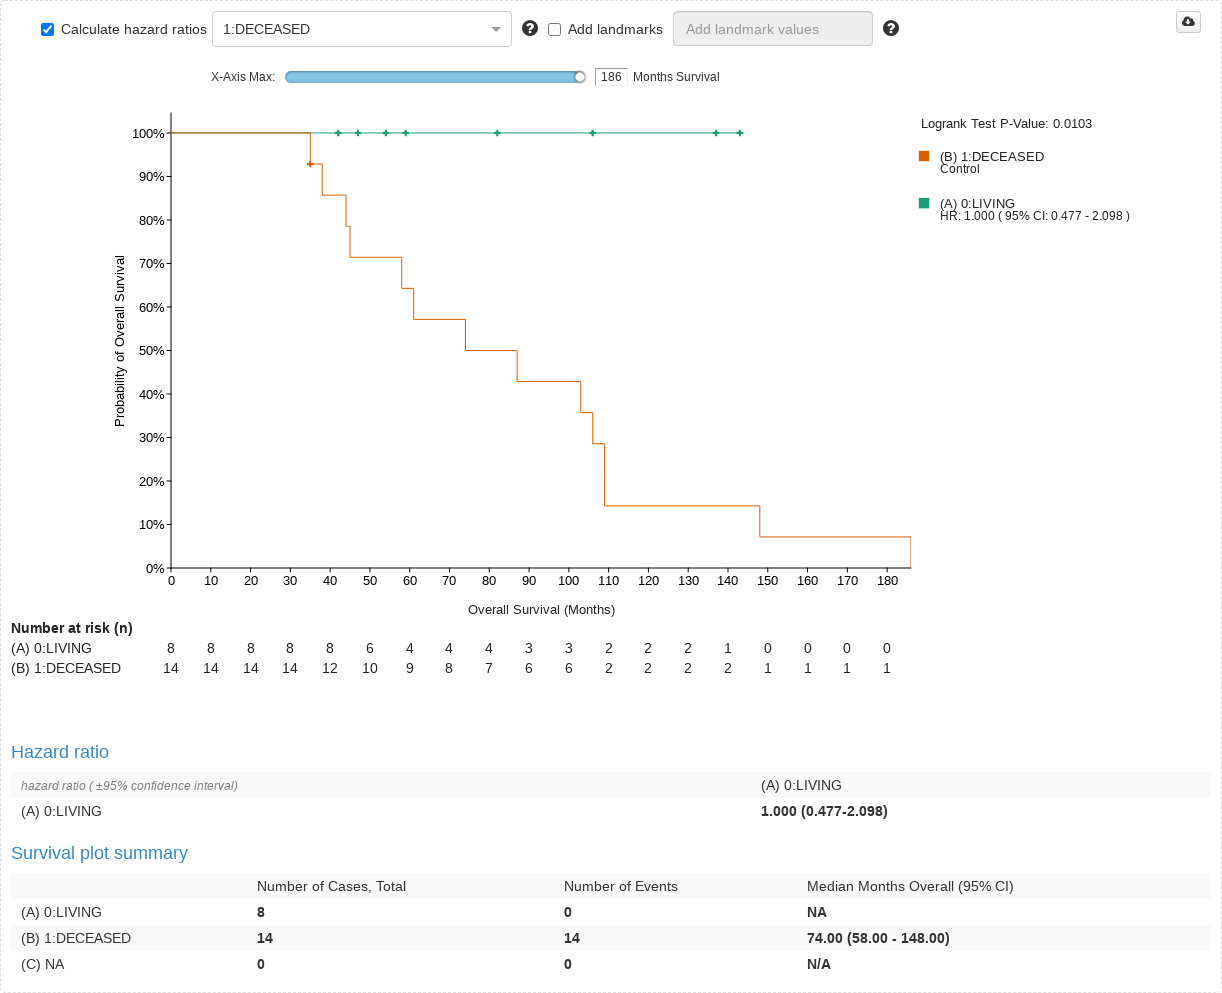 Calculate hazard ratios 1:DECEASED Add landmarks Add landmark values
X-Axis Max: 186 Months Survival
Logrank Test P-Value: 0.0103
(B) 1:DECEASED
Control
(A) 0:LIVING
HR: 1.000 ( 95% CI: 0.477 - 2.098 )
Probability of Overall Survival
100%
90%
80%
70%
60%
50%
40%
30%
20%
10%
0%
0 10 20 30 40 50 60 70 80 90 100 110 120 130 140 150 160 170 180
Overall Survival (Months)
Number at risk (n)
(A) 0:LIVING 8 8 8 8 8 6 4 4 4 3 3 2 2 2 1 0 0 0 0
(B) 1:DECEASED 14 14 14 14 12 10 9 8 7 6 6 2 2 2 2 1 1 1 1
Hazard ratio
hazard ratio ( ±95% confidence interval) (A) 0:LIVING
(A) 0:LIVING 1.000 (0.477-2.098)
Survival plot summary
Number of Cases, Total Number of Events Median Months Overall (95% CI)
(A) 0:LIVING 8 0 NA
(B) 1:DECEASED 14 14 74.00 (58.00 - 148.00)
(C) NA 0 0 N/A